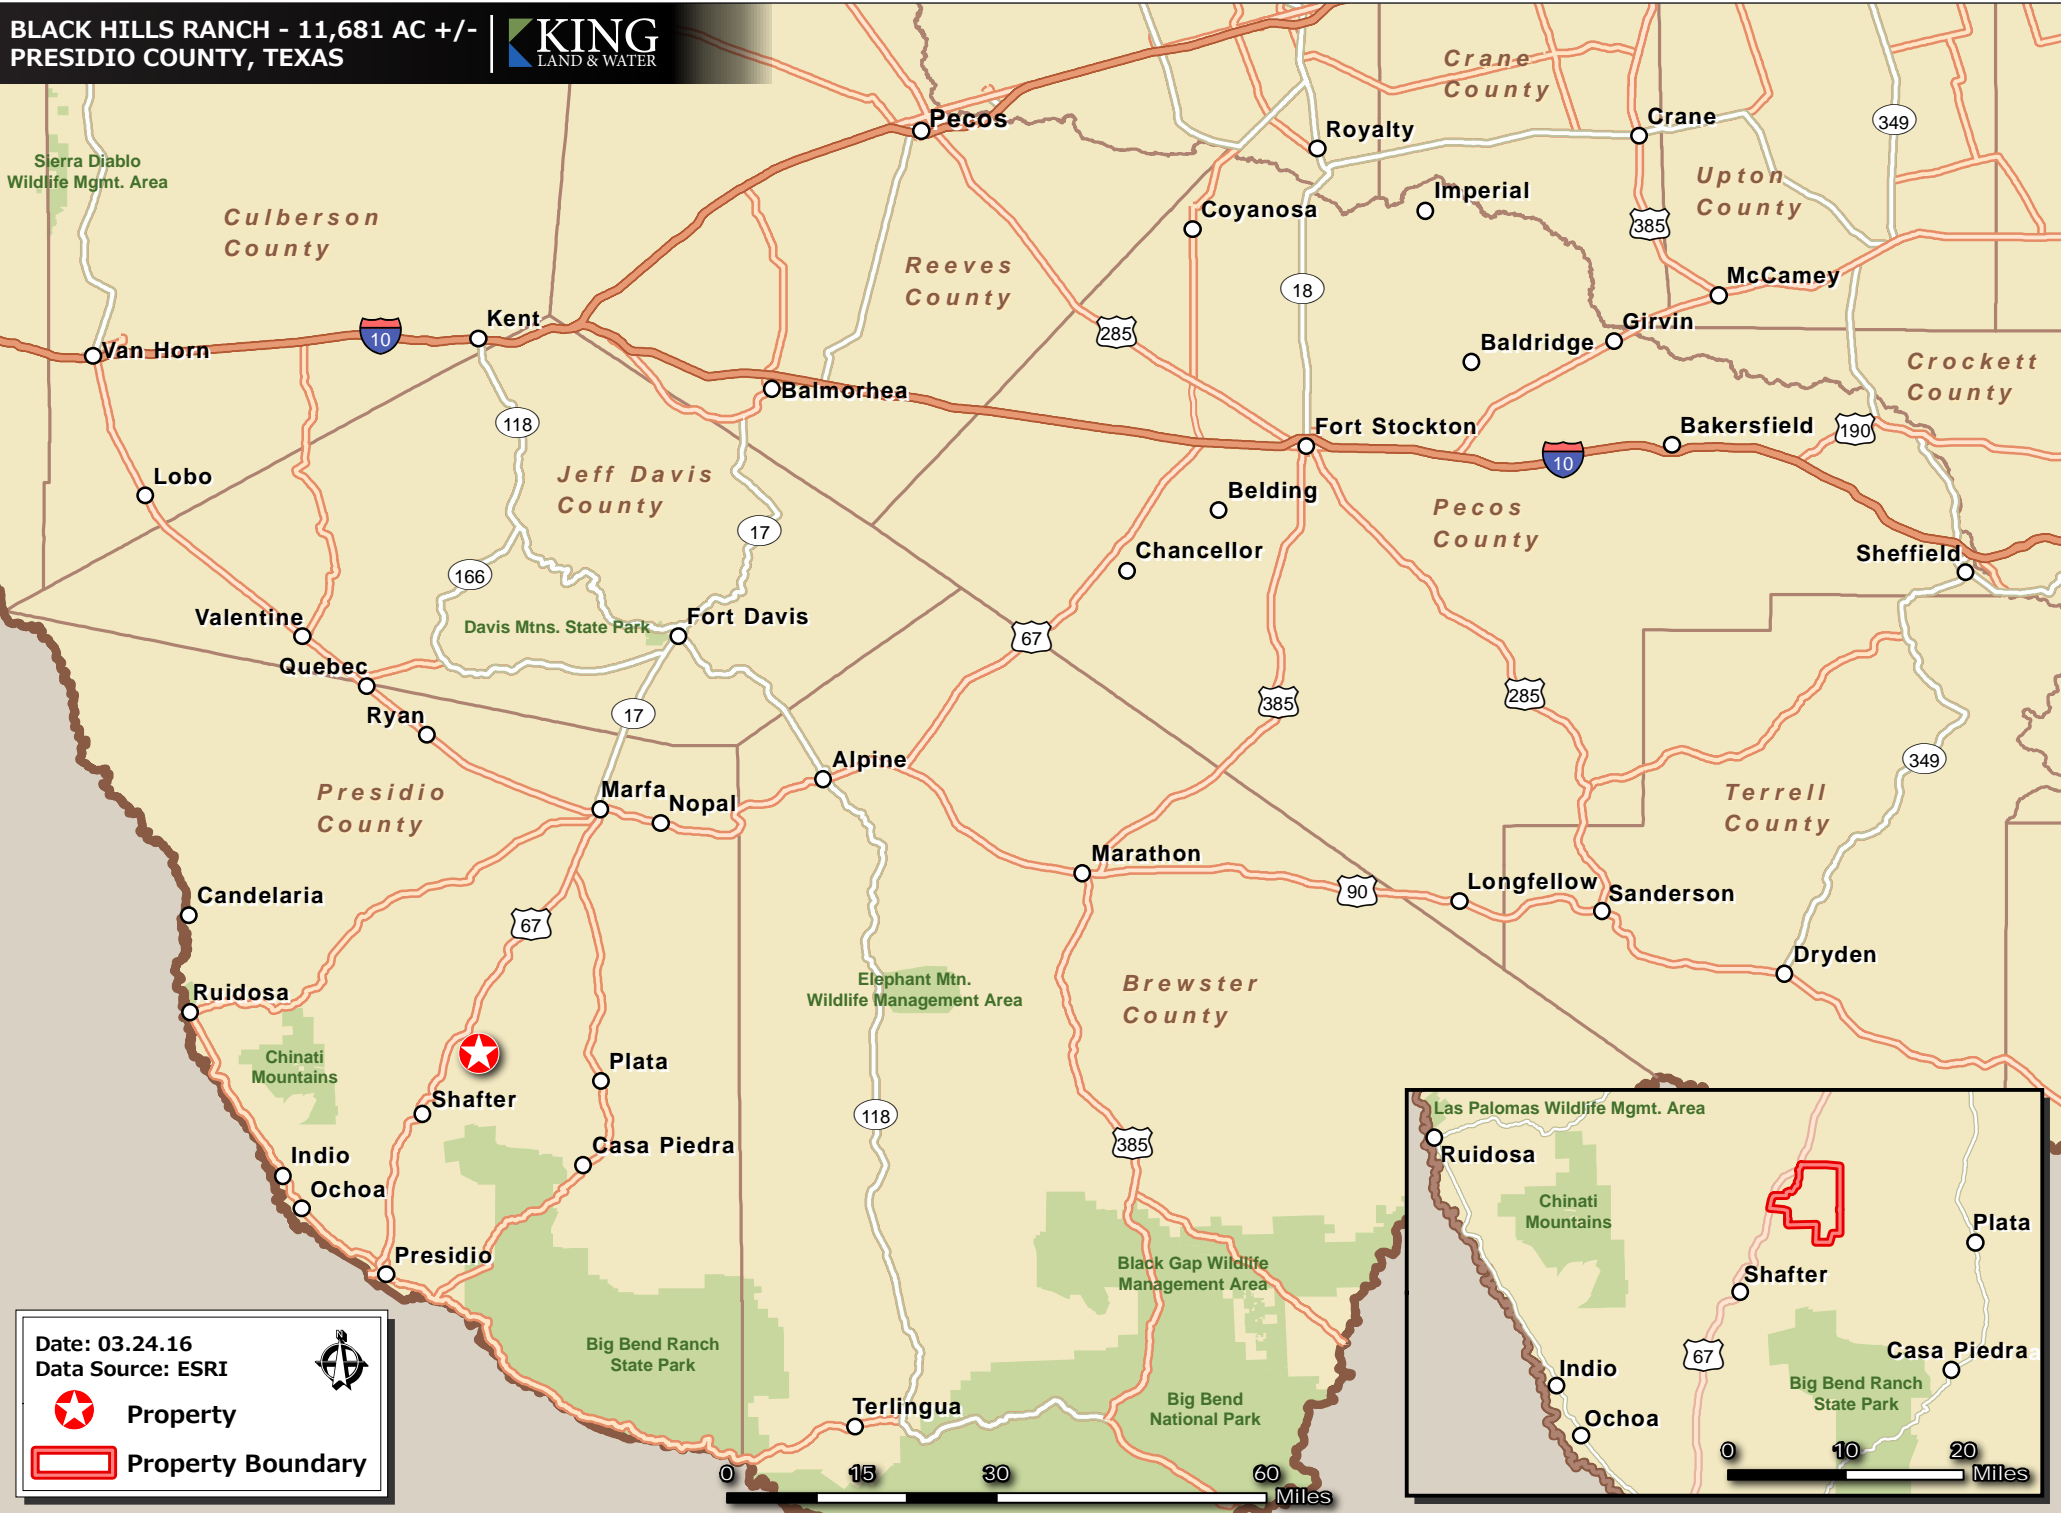 BLACK HILLS RANCH - 11,681 AC +/-
PRESIDIO COUNTY, TEXAS
KING
LAND & WATER
Crane
County
Pecos
Royalty
Crane
349
Sierra Diablo
Wildlife Mgmt. Area
Imperial
Upton
County
Culberson
County
Coyanosa
385
Reeves
County
18
McCamey
Kent
10
Van Horn
285
Girvin
Baldridge
Crockett
County
Balmorhea
118
Fort Stockton
Bakersfield
190
10
Lobo
Jeff Davis
County
Belding
Pecos
County
17
Chancellor
Sheffield
166
Valentine
Davis Mtns. State Park
Fort Davis
67
Quebec
385
285
Ryan
17
Alpine
349
Presidio
County
Marfa
Nopal
Terrell
County
Marathon
90
Longfellow
Sanderson
Candelaria
67
Dryden
Ruidosa
Elephant Mtn.
Wildlife Management Area
Brewster
County
Chinati
Mountains
Plata
Shafter
118
385
Casa Piedra
Indio
Ochoa
Presidio
Black Gap Wildlife
Management Area
Big Bend Ranch
State Park
Big Bend
National Park
Terlingua
0 15 30 60
Miles
Las Palomas Wildlife Mgmt. Area
Ruidosa
Chinati
Mountains
Plata
Shafter
67
Casa Piedra
Indio
Big Bend Ranch
State Park
Ochoa
0 10 20
Miles
Date: 03.24.16
Data Source: ESRI
N
Property
Property Boundary